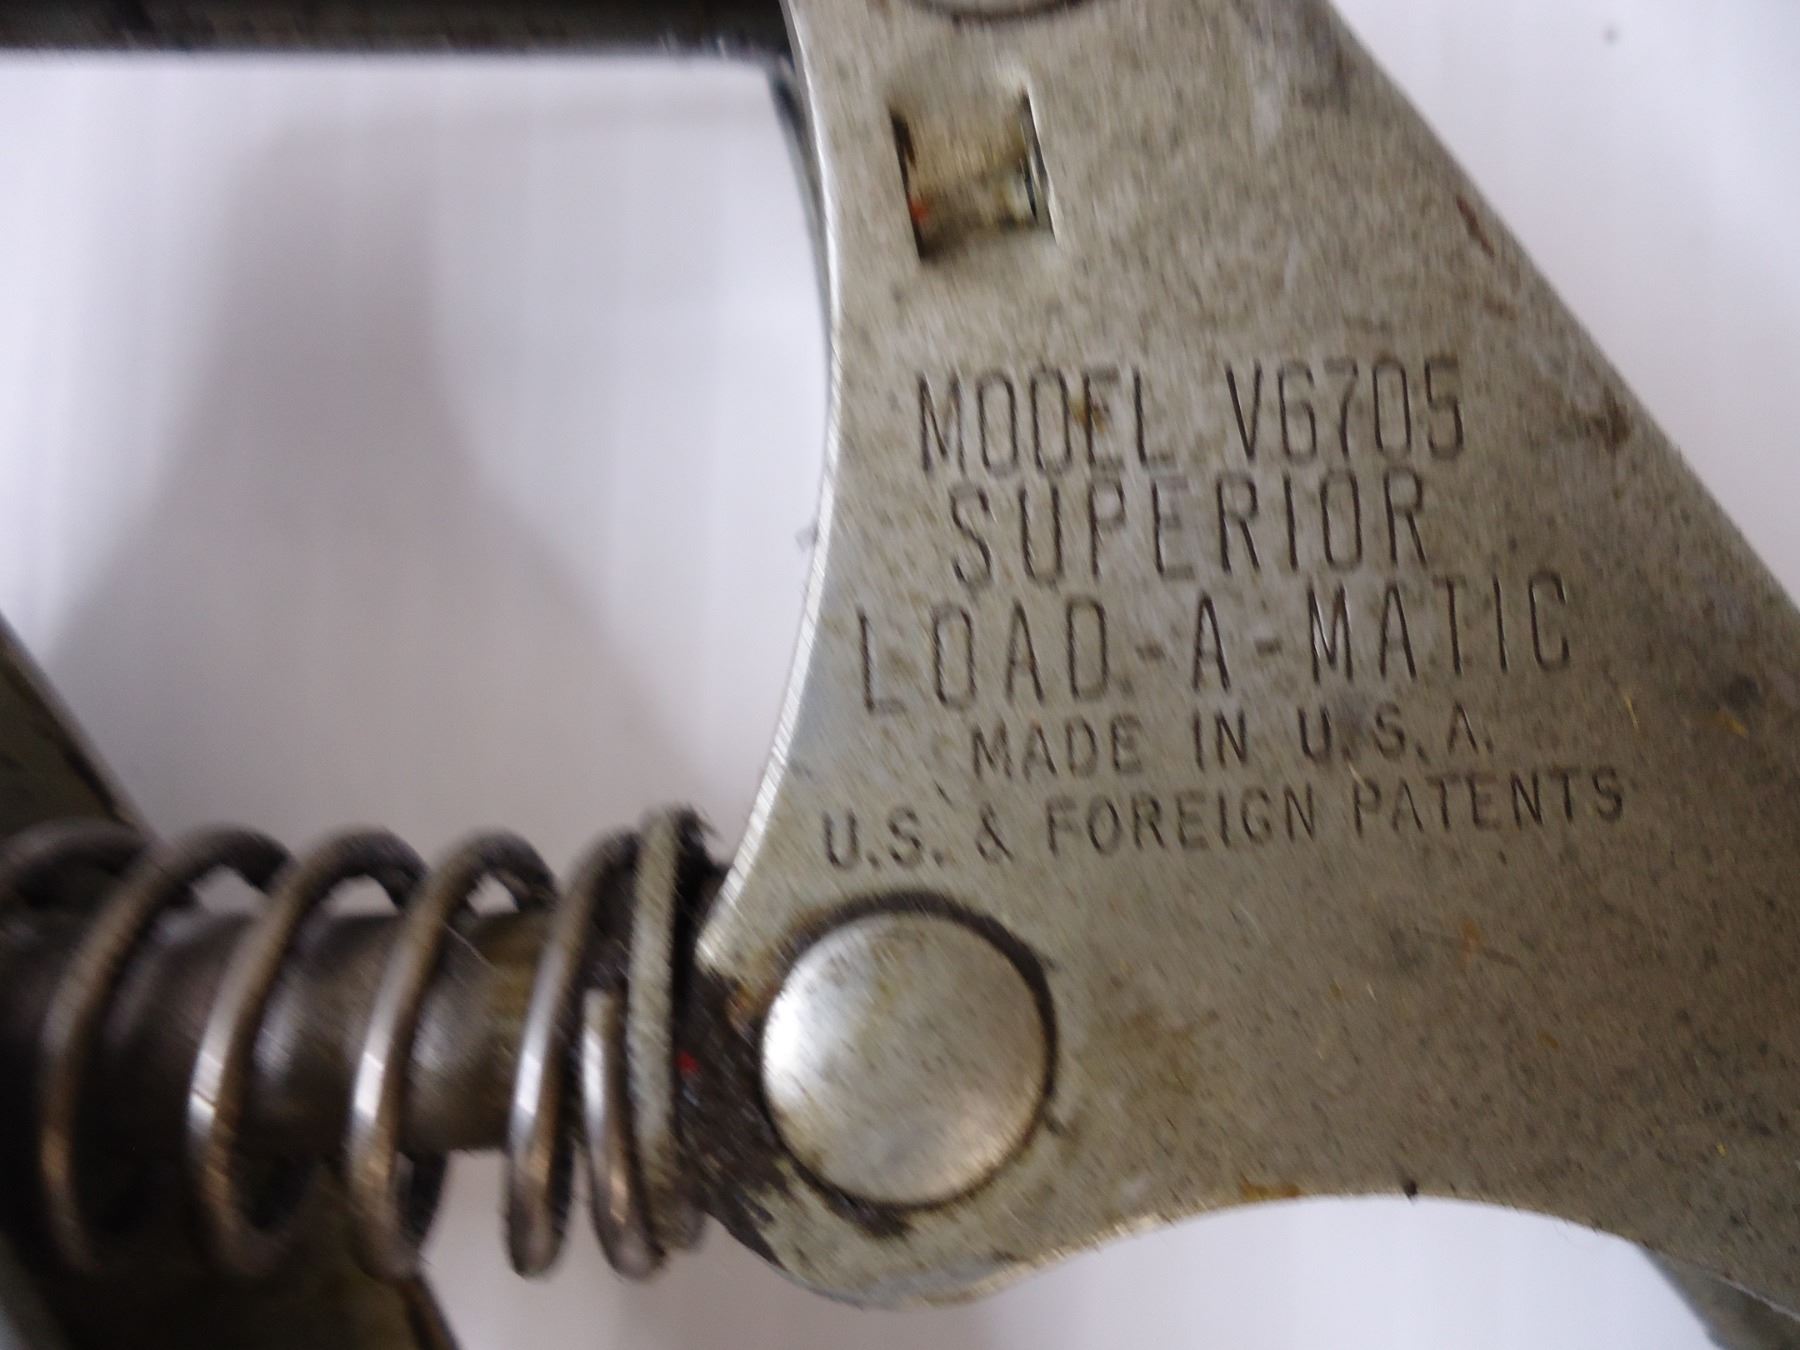 MODEL V6705
SUPERIOR
LOAD-A-MATIC
MADE IN U.S.A.
U.S. & FOREIGN PATENTS